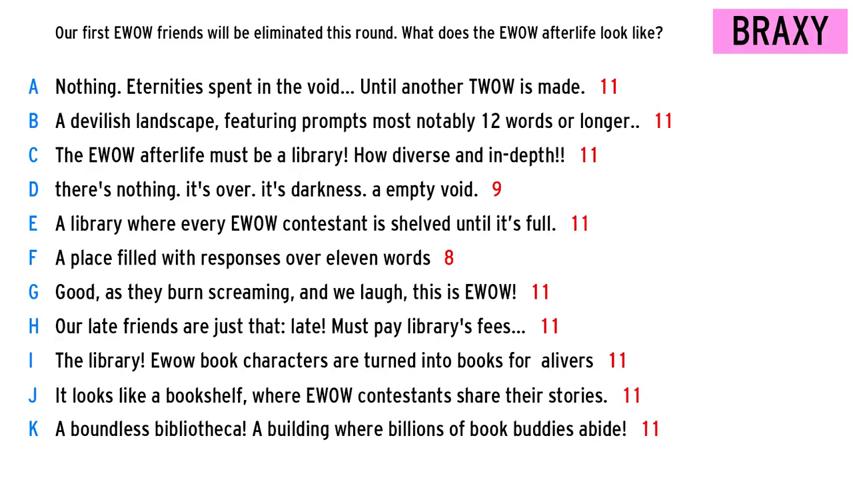 Our first EWOW friends will be eliminated this round. What does the EWOW afterlife look like?
BRAXY
A Nothing. Eternities spent in the void... Until another TWOW is made. 11
B A devilish landscape, featuring prompts most notably 12 words or longer.. 11
C The EWOW afterlife must be a library! How diverse and in-depth!! 11
D there's nothing. it's over. it's darkness. a empty void. 9
E A library where every EWOW contestant is shelved until it’s full. 11
F A place filled with responses over eleven words 8
G Good, as they burn screaming, and we laugh, this is EWOW! 11
H Our late friends are just that: late! Must pay library's fees... 11
I The library! Ewow book characters are turned into books for  alivers 11
J It looks like a bookshelf, where EWOW contestants share their stories. 11
K A boundless bibliotheca! A building where billions of book buddies abide! 11